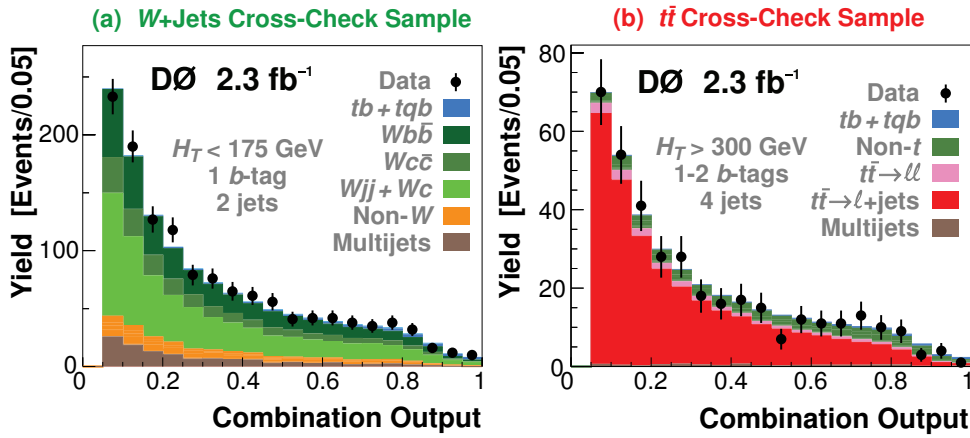 (a) W+Jets Cross-Check Sample
Yield [Events/0.05]
200
100
0
DØ 2.3 fb⁻¹
H_T < 175 GeV
1 b-tag
2 jets
Data
tb+tqb
Wbb̄
Wcc̄
Wjj+Wc
Non-W
Multijets
0 0.2 0.4 0.6 0.8 1
Combination Output
(b) tt̄ Cross-Check Sample
Yield [Events/0.05]
80
60
40
20
0
DØ 2.3 fb⁻¹
H_T > 300 GeV
1-2 b-tags
4 jets
Data
tb+tqb
Non-t
tt̄→ℓℓ
tt̄→ℓ+jets
Multijets
0 0.2 0.4 0.6 0.8 1
Combination Output